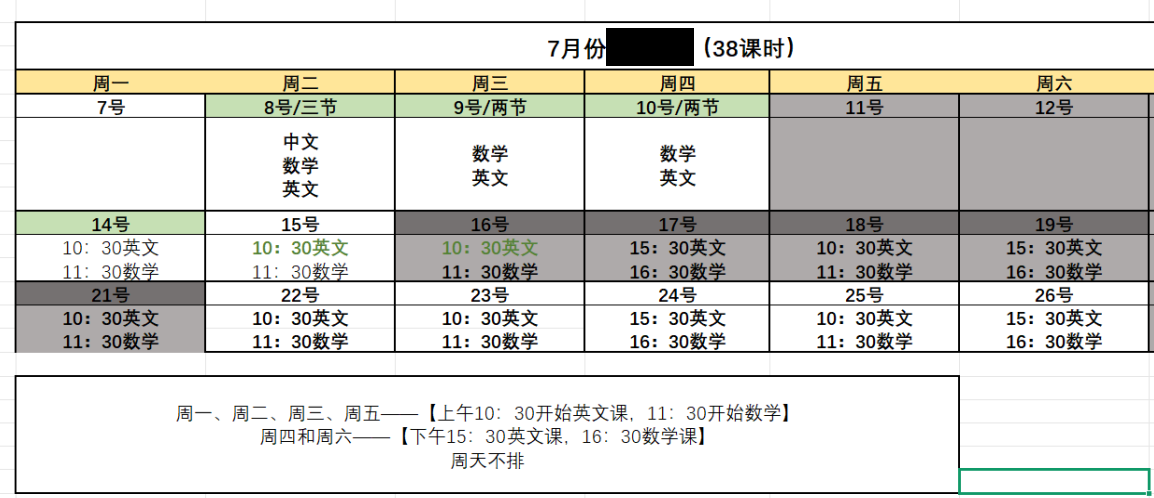 7月份 （38课时）
周一 周二 周三 周四 周五 周六
7号 8号/三节 9号/两节 10号/两节 11号 12号
中文
数学 数学 数学
英文 英文 英文
14号 15号 16号 17号 18号 19号
10：30英文 10：30英文 10：30英文 15：30英文 10：30英文 15：30英文
11：30数学 11：30数学 11：30数学 16：30数学 11：30数学 16：30数学
21号 22号 23号 24号 25号 26号
10：30英文 10：30英文 10：30英文 15：30英文 10：30英文 15：30英文
11：30数学 11：30数学 11：30数学 16：30数学 11：30数学 16：30数学
周一、周二、周三、周五——【上午10：30开始英文课，11：30开始数学】
周四和周六——【下午15：30英文课，16：30数学课】
周天不排